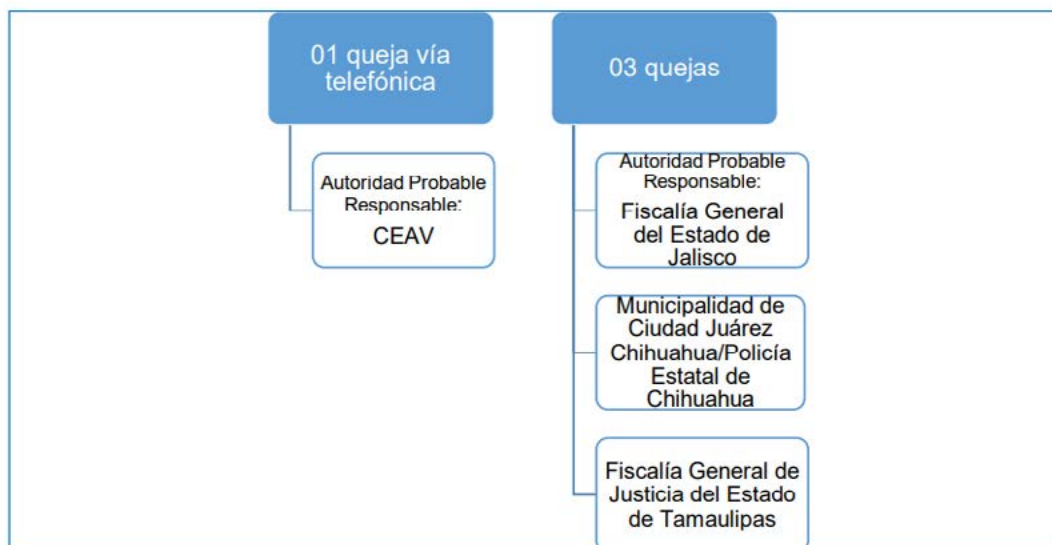 01 queja vía
telefónica
Autoridad Probable
Responsable:
CEAV
03 quejas
Autoridad Probable
Responsable:
Fiscalía General
del Estado de
Jalisco
Municipalidad de
Ciudad Juárez
Chihuahua/Policía
Estatal de
Chihuahua
Fiscalía General de
Justicia del Estado
de Tamaulipas